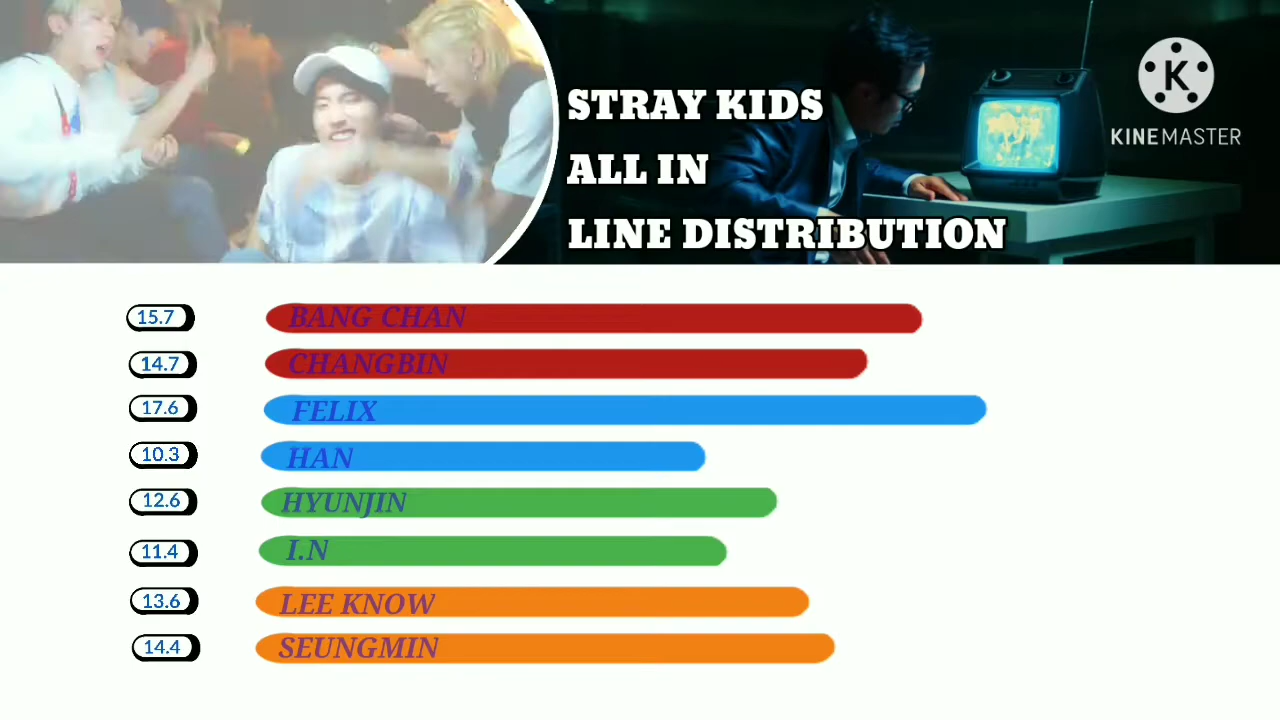 STRAY KIDS
ALL IN
LINE DISTRIBUTION
K
KINEMASTER
15.7 BANG CHAN
14.7 CHANGBIN
17.6 FELIX
10.3 HAN
12.6 HYUNJIN
11.4 I.N
13.6 LEE KNOW
14.4 SEUNGMIN